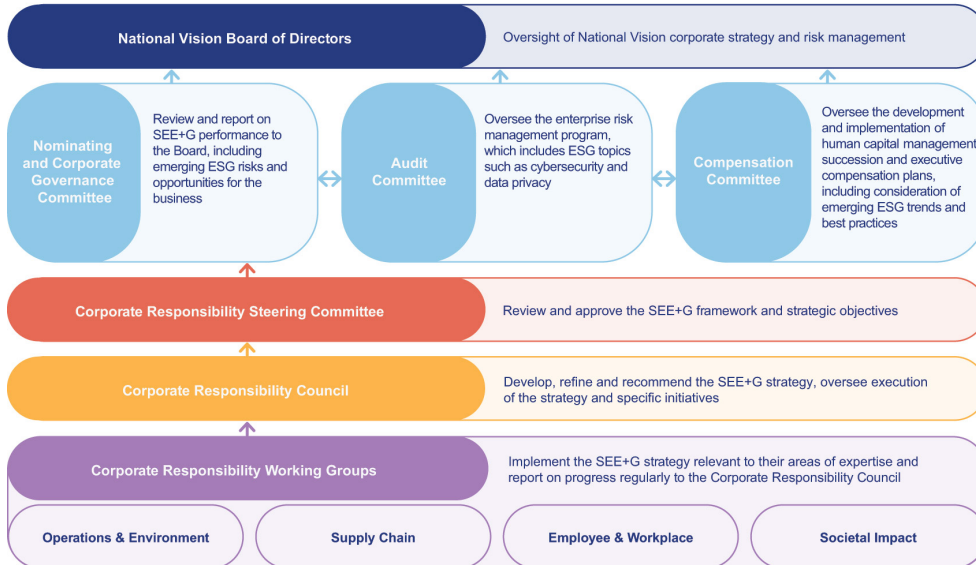 National Vision Board of Directors
Oversight of National Vision corporate strategy and risk management
Nominating
and Corporate
Governance
Committee
Review and report on
SEE+G performance to
the Board, including
emerging ESG risks and
opportunities for the
business
Audit
Committee
Oversee the enterprise risk
management program,
which includes ESG topics
such as cybersecurity and
data privacy
Compensation
Committee
Oversee the development
and implementation of
human capital management,
succession and executive
compensation plans,
including consideration of
emerging ESG trends and
best practices
Corporate Responsibility Steering Committee
Review and approve the SEE+G framework and strategic objectives
Corporate Responsibility Council
Develop, refine and recommend the SEE+G strategy, oversee execution
of the strategy and specific initiatives
Corporate Responsibility Working Groups
Implement the SEE+G strategy relevant to their areas of expertise and
report on progress regularly to the Corporate Responsibility Council
Operations & Environment
Supply Chain
Employee & Workplace
Societal Impact